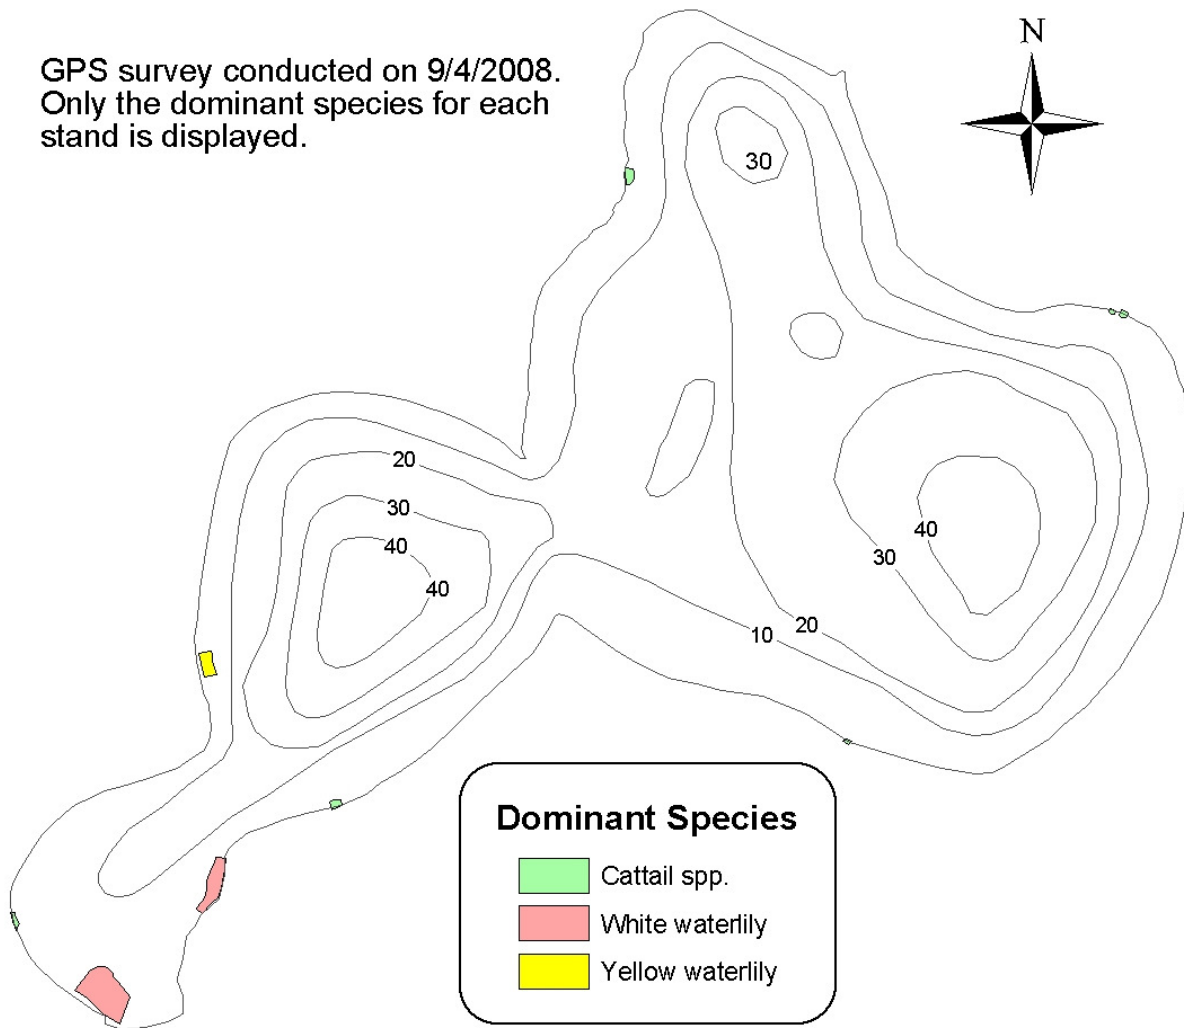 GPS survey conducted on 9/4/2008.
Only the dominant species for each
stand is displayed.
N
30
20
30
40
40
40
30
10
20
Dominant Species
Cattail spp.
White waterlily
Yellow waterlily